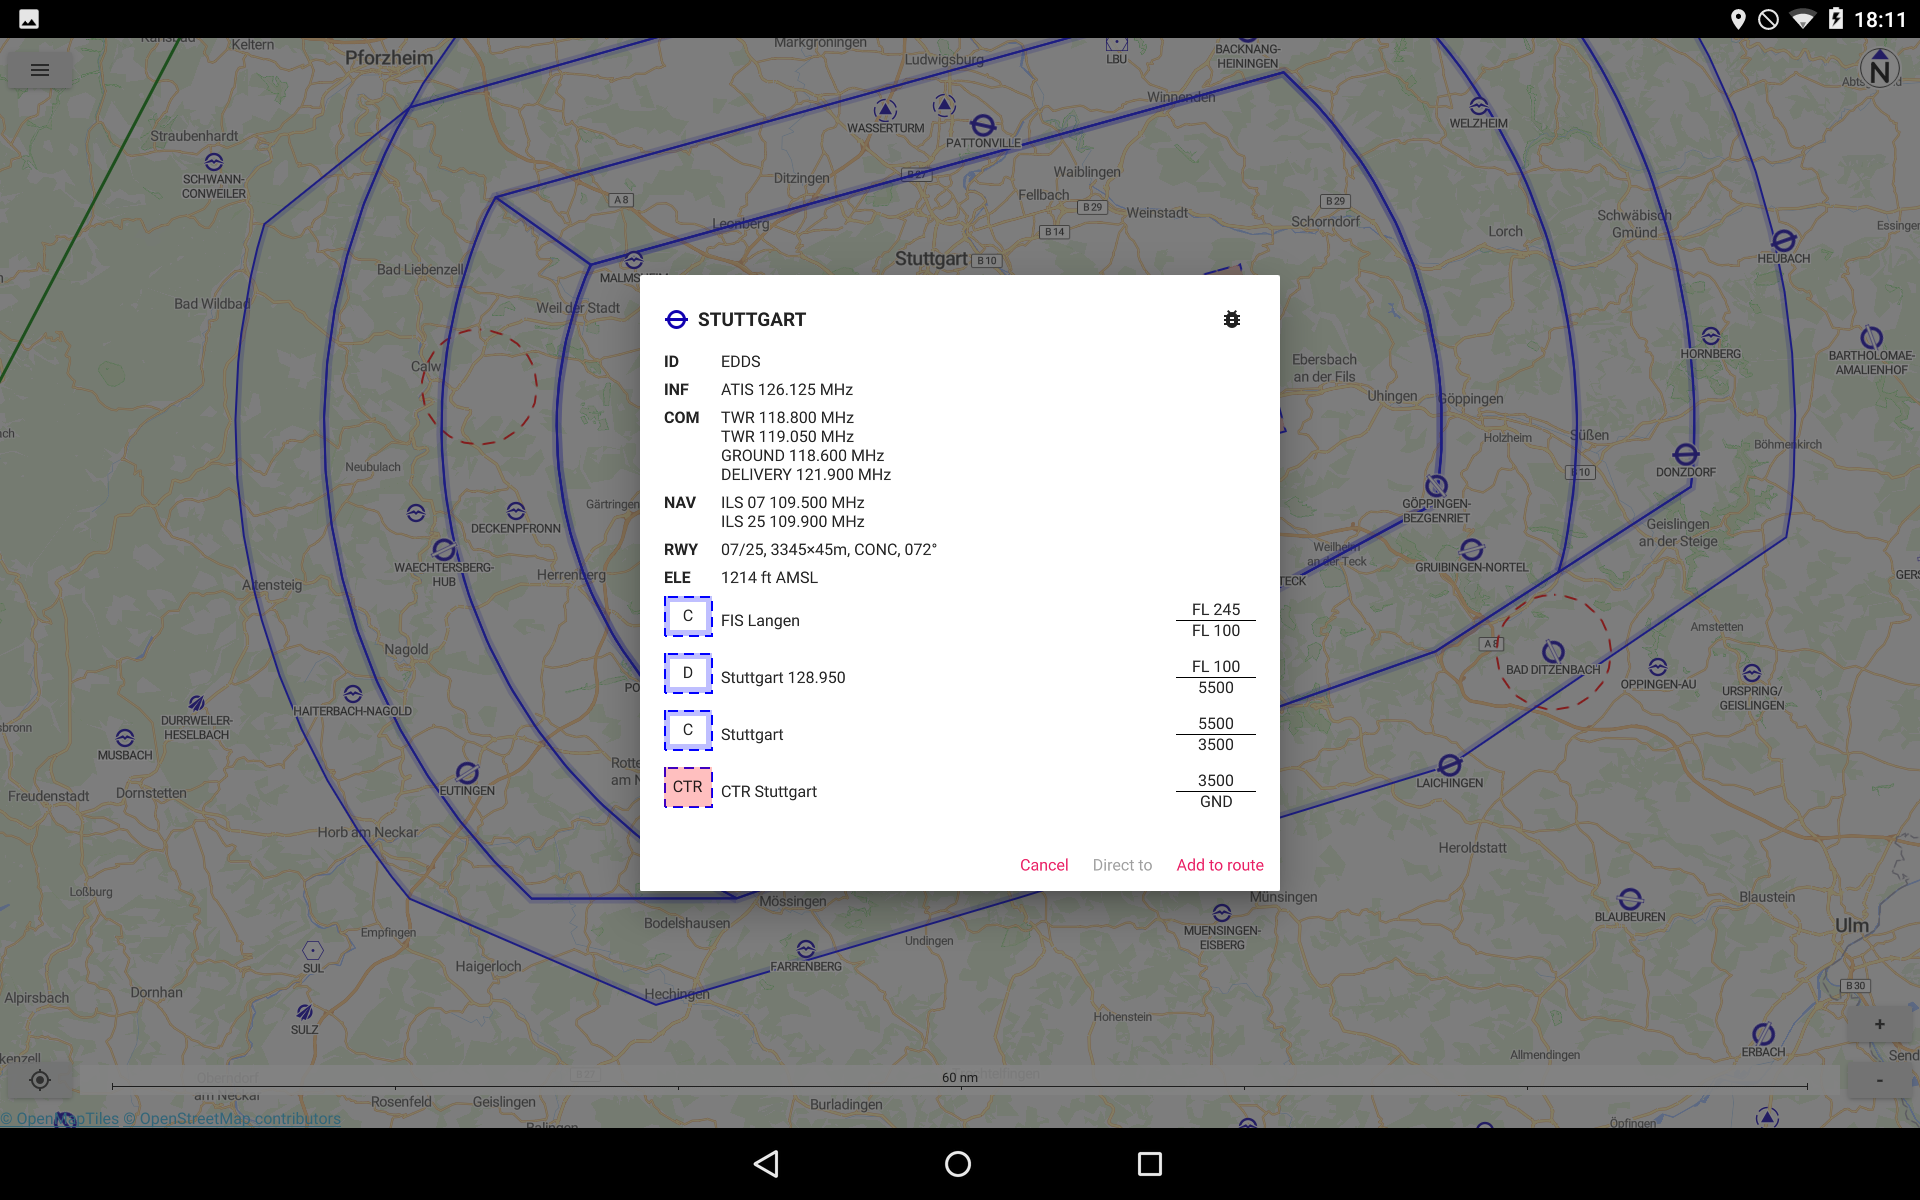 18:11
Keltern
Pforzheim
Markgröningen
Ludwigsburg
LBU
BACKNANG-
HEININGEN
N
Winnenden
WASSERTURM
PATTONVILLE
WELZHEIM
Straubenhardt
SCHWANN-
CONWEILER
Ditzingen
B 27
Waiblingen
Fellbach
B 29
Weinstadt
B 29
Schorndorf
A 8
Leonberg
B 14
Stuttgart
B 10
Lorch
Schwäbisch
Gmünd
HEUBACH
Bad Liebenzell
Bad Wildbad
Weil der Stadt
STUTTGART
ID EDDS
INF ATIS 126.125 MHz
COM TWR 118.800 MHz
TWR 119.050 MHz
GROUND 118.600 MHz
DELIVERY 121.900 MHz
NAV ILS 07 109.500 MHz
ILS 25 109.900 MHz
RWY 07/25, 3345×45m, CONC, 072°
ELE 1214 ft AMSL
C FIS Langen FL 245
FL 100
D Stuttgart 128.950 FL 100
5500
C Stuttgart 5500
3500
CTR CTR Stuttgart 3500
GND
Cancel Direct to Add to route
Calw
Ebersbach
an der Fils
HORNBERG
BARTHOLOMAE-
AMALIENHOF
Uhingen
Göppingen
Holzheim
Süßen
Böhmenkirch
B 10
DONZDORF
Neubulach
Gärtringen
DECKENPFRONN
GÖPPINGEN-
BEZGENRIET
Geislingen
an der Steige
WAECHTERSBERG-
HUB
Weilheim
an der Teck
GRUIBINGEN-NORTEL
Altensteig
Herrenberg
TECK
Amstetten
Nagold
A 8
BAD DITZENBACH
OPPINGEN-AU
URSPRING/
GEISLINGEN
HAITERBACH-NAGOLD
DURRWEILER-
HESELBACH
MUSBACH
EUTINGEN
LAICHINGEN
Freudenstadt
Dornstetten
Horb am Neckar
Heroldstatt
Loßburg
Mössingen
Münsingen
Blaustein
BLAUBEUREN
Bodelshausen
Ulm
Empfingen
MUENSINGEN-
EISBERG
Undingen
SUL
Haigerloch
FARRENBERG
Alpirsbach
Dornhan
Hechingen
B 30
SULZ
Hohenstein
+
ERBACH
Allmendingen
60 nm
-
am Neckar
Rosenfeld
Geislingen
Burladingen
© OpenMapTiles © OpenStreetMap contributors
Öpfingen